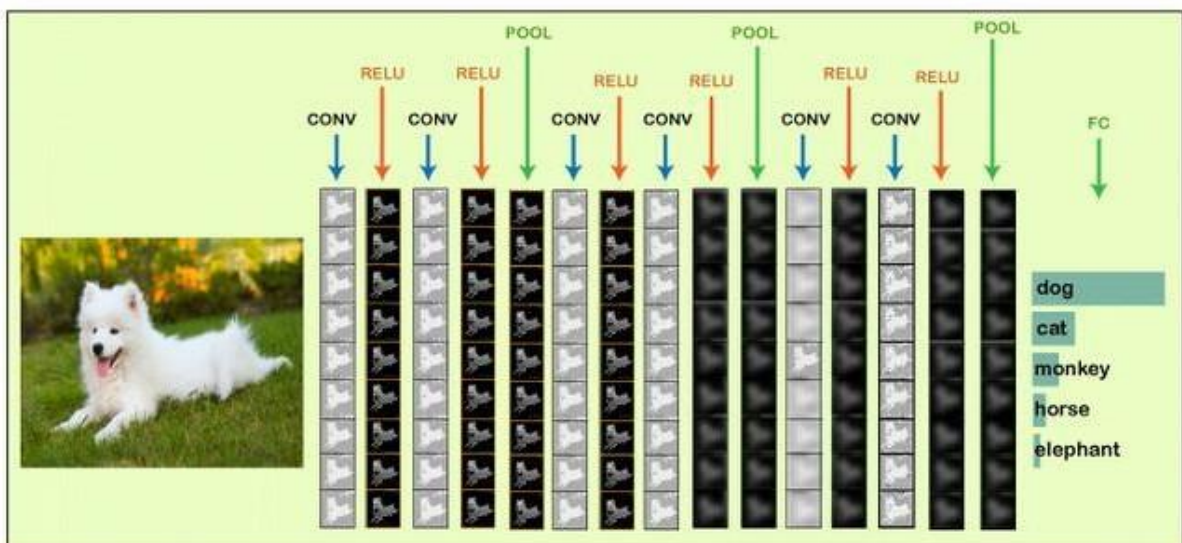 POOL POOL POOL
RELU RELU RELU RELU RELU RELU
CONV CONV CONV CONV CONV CONV FC
dog
cat
monkey
horse
elephant